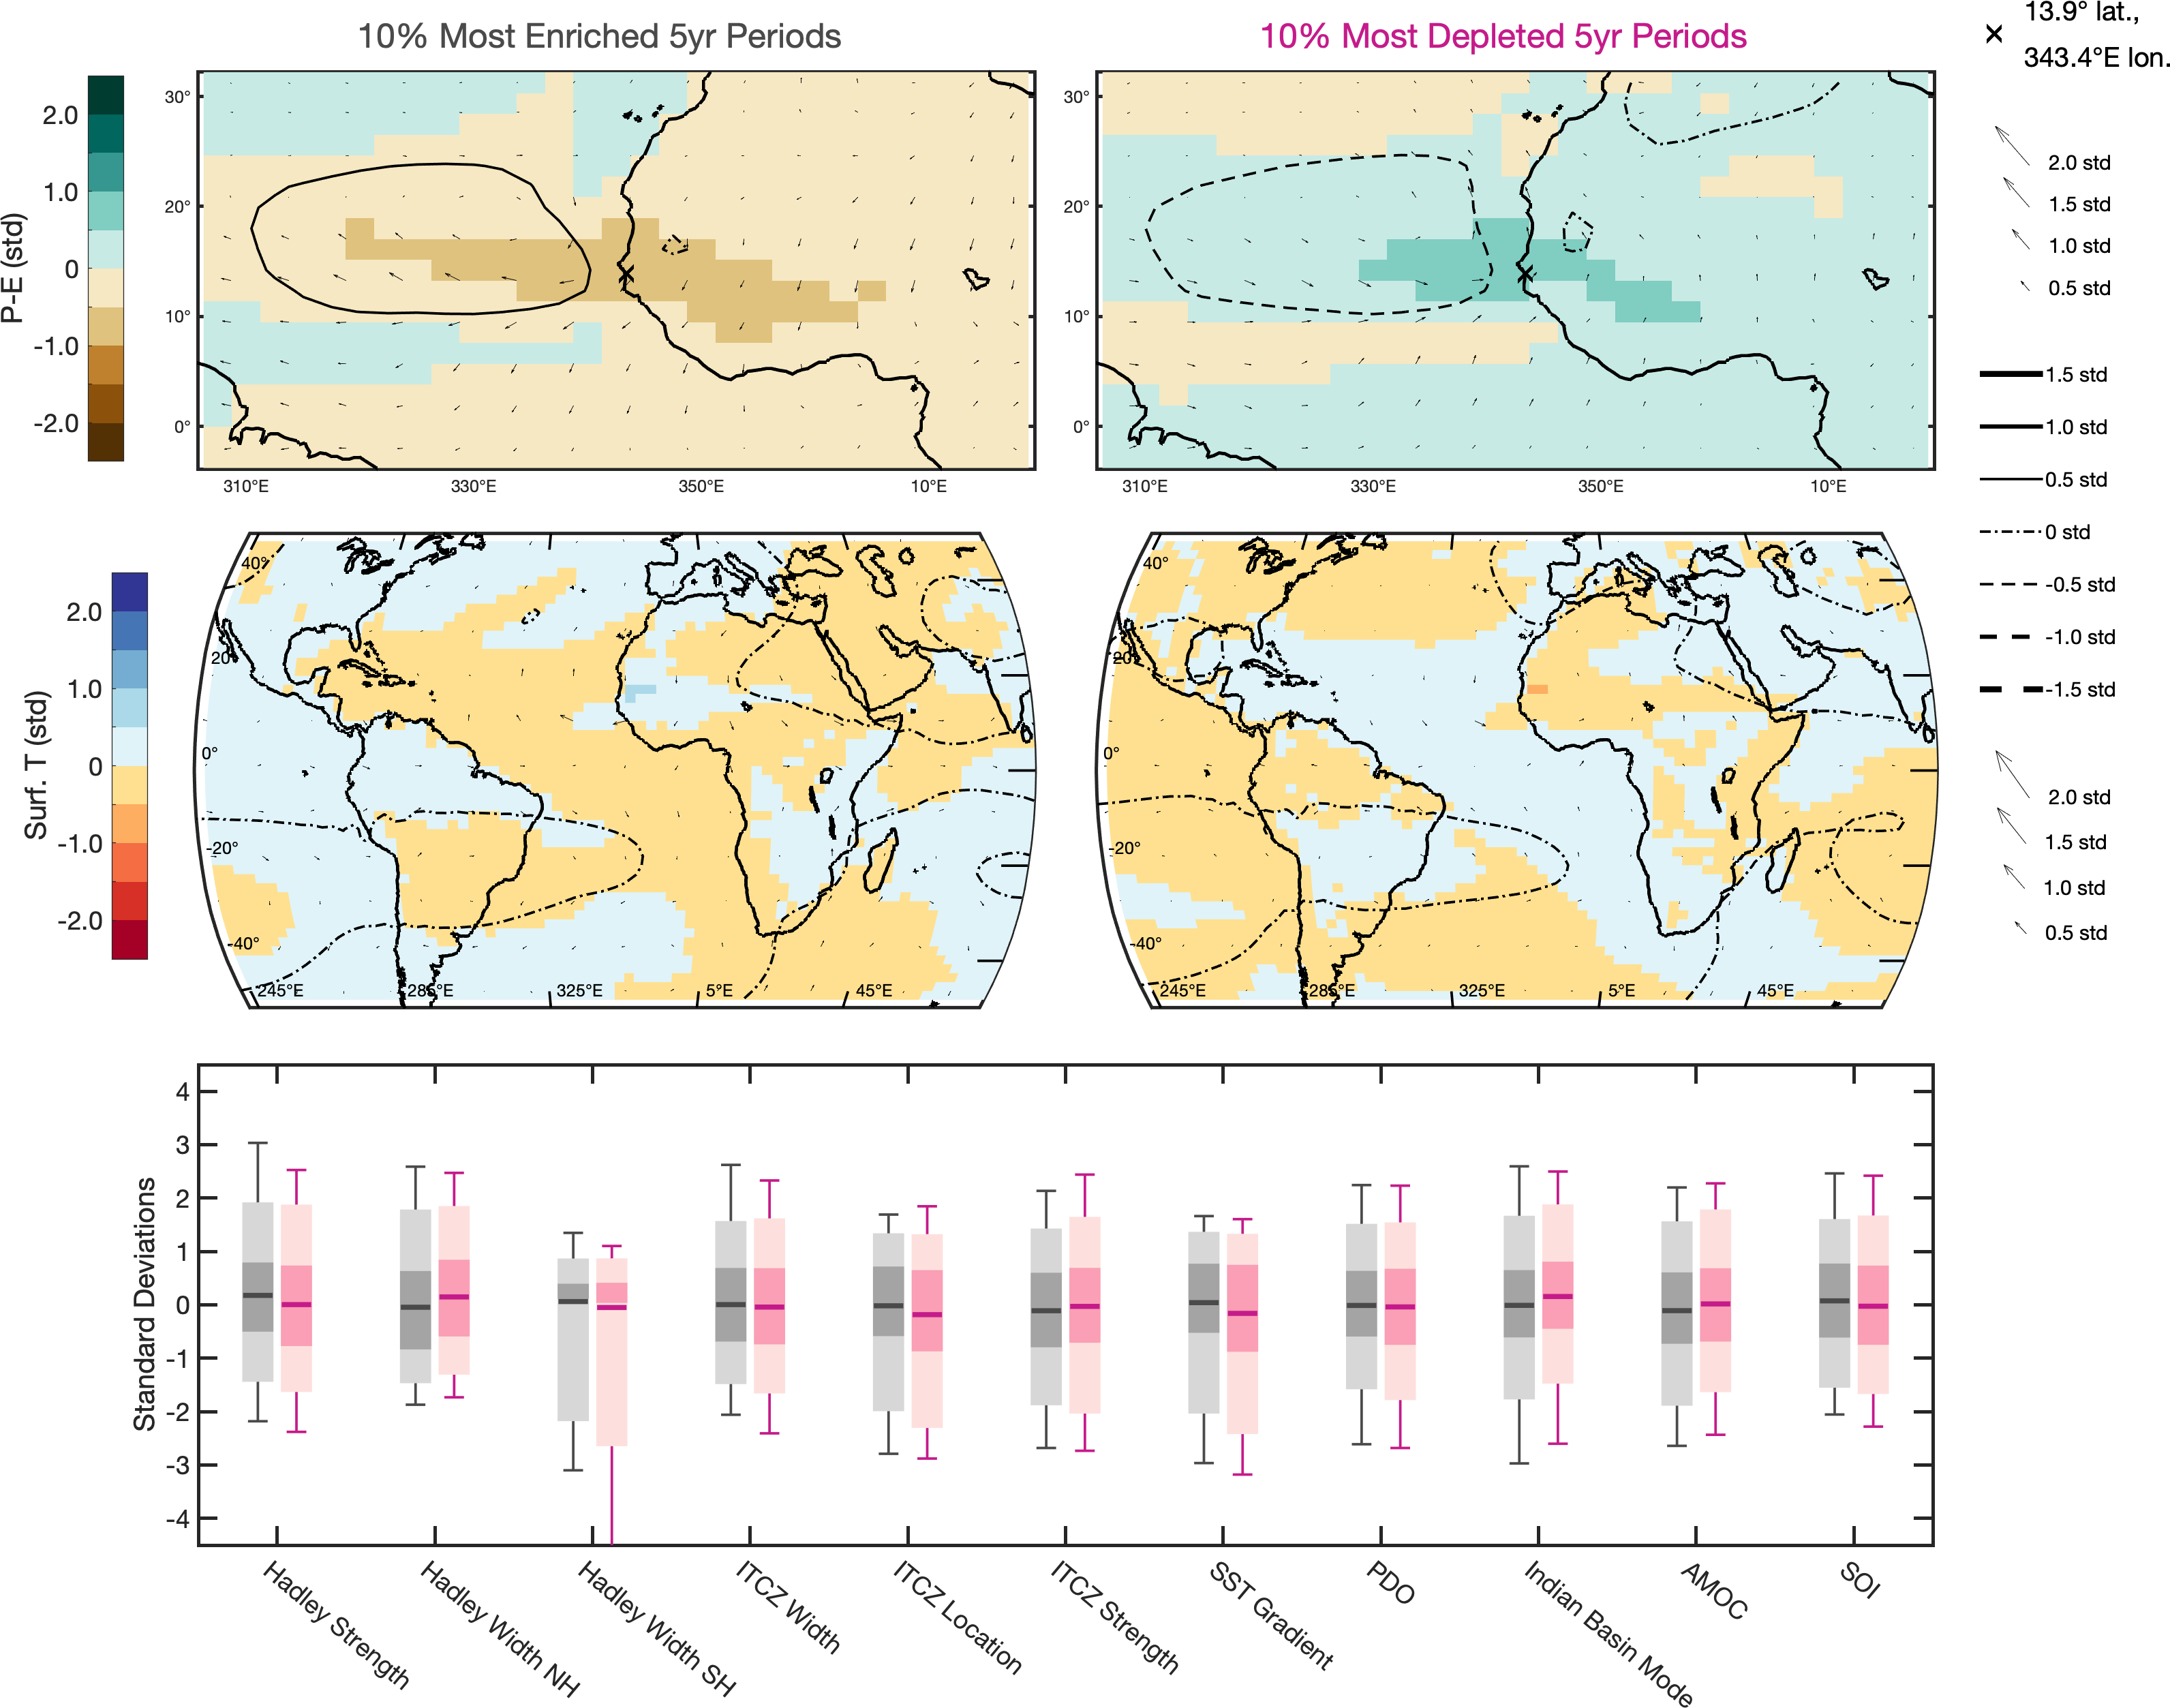 10% Most Enriched 5yr Periods
10% Most Depleted 5yr Periods
13.9° lat.,
343.4°E lon.
P-E (std)
2.0
1.0
0
-1.0
-2.0
30°
20°
10°
0°
310°E
330°E
350°E
10°E
30°
20°
10°
0°
310°E
330°E
350°E
10°E
2.0 std
1.5 std
1.0 std
0.5 std
1.5 std
1.0 std
0.5 std
0 std
-0.5 std
-1.0 std
-1.5 std
Surf. T (std)
2.0
1.0
0
-1.0
-2.0
40°
20°
0°
-20°
-40°
245°E
285°E
325°E
5°E
45°E
40°
20°
0°
-20°
-40°
245°E
285°E
325°E
5°E
45°E
2.0 std
1.5 std
1.0 std
0.5 std
Standard Deviations
4
3
2
1
0
-1
-2
-3
-4
Hadley Strength
Hadley Width NH
Hadley Width SH
ITCZ Width
ITCZ Location
ITCZ Strength
SST Gradient
PDO
Indian Basin Mode
AMOC
SOI